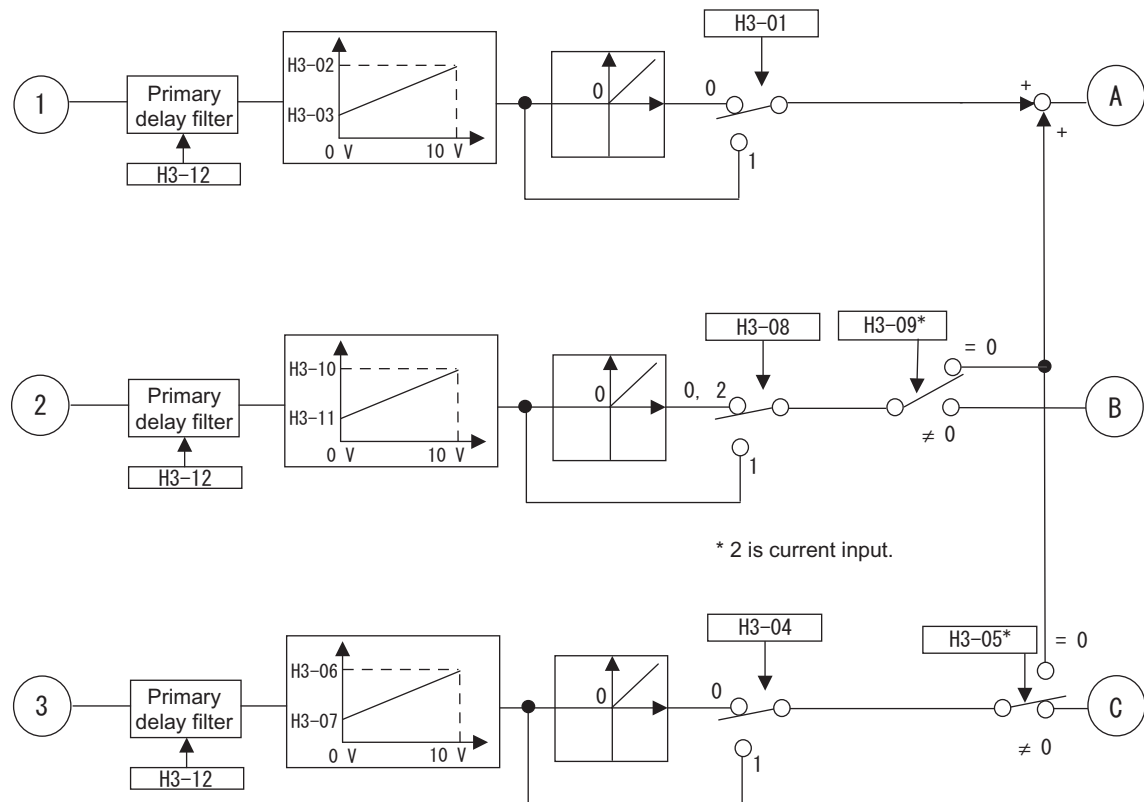 1
Primary
delay filter
H3-12
H3-02
H3-03
0 V
10 V
0
0
1
H3-01
+
+
A
2
Primary
delay filter
H3-12
H3-10
H3-11
0 V
10 V
0
0, 2
1
H3-08
H3-09*
= 0
≠ 0
B
* 2 is current input.
3
Primary
delay filter
H3-12
H3-06
H3-07
0 V
10 V
0
0
1
H3-04
H3-05*
= 0
≠ 0
C